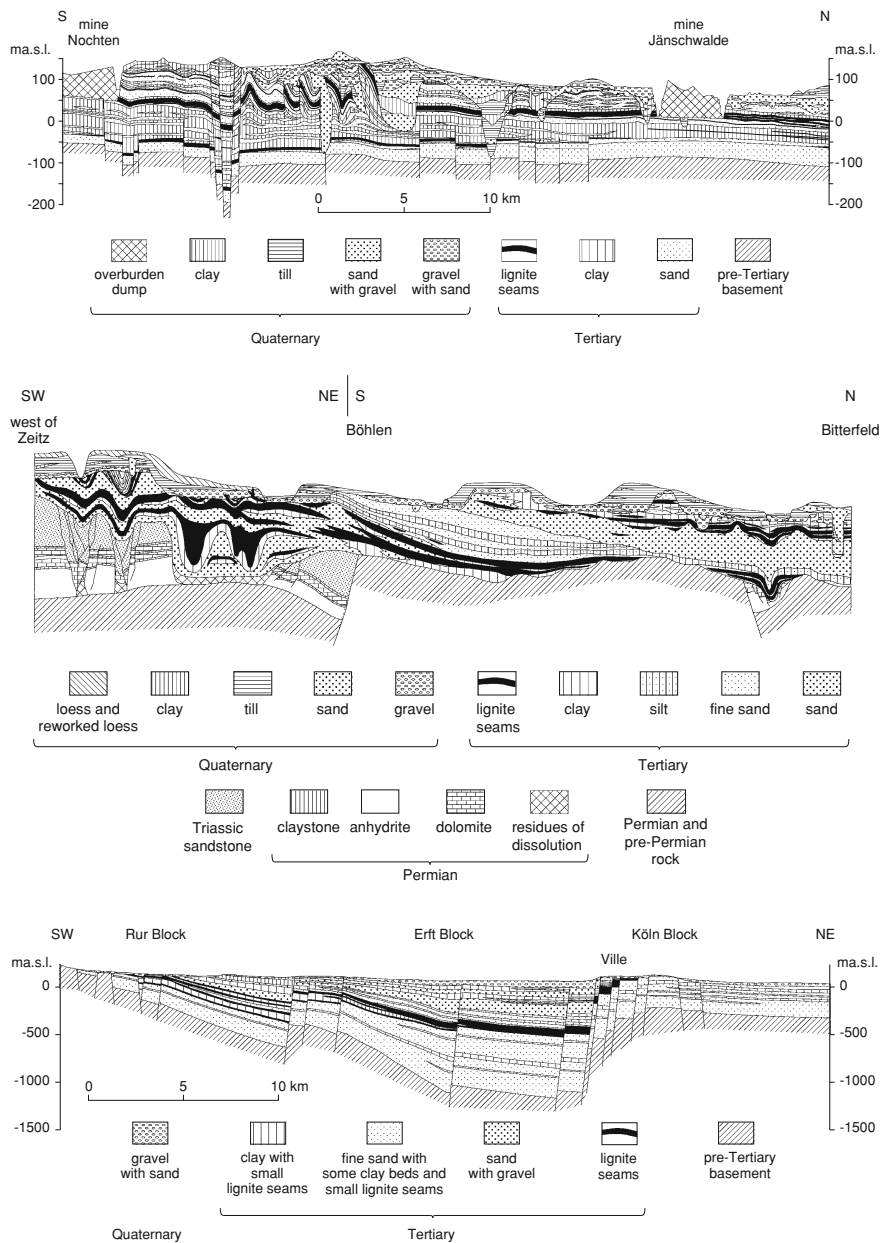 S
N
mine
Nochten
mine
Jänschwalde
ma.s.l.
ma.s.l.
100
100
0
0
-100
-100
-200
-200
0 5 10 km
overburden
dump
clay
till
sand
with gravel
gravel
with sand
lignite
seams
clay
sand
pre-Tertiary
basement
Quaternary
Tertiary
SW
NE
S
N
west of
Zeitz
Böhlen
Bitterfeld
loess and
reworked loess
clay
till
sand
gravel
lignite
seams
clay
silt
fine sand
sand
Quaternary
Tertiary
Triassic
sandstone
claystone
anhydrite
dolomite
residues of
dissolution
Permian and
pre-Permian
rock
Permian
SW
Rur Block
Erft Block
Köln Block
NE
Ville
ma.s.l.
ma.s.l.
0
0
-500
-500
-1000
-1000
-1500
-1500
0 5 10 km
gravel
with sand
clay with
small
lignite seams
fine sand with
some clay beds and
small lignite seams
sand
with gravel
lignite
seams
pre-Tertiary
basement
Quaternary
Tertiary